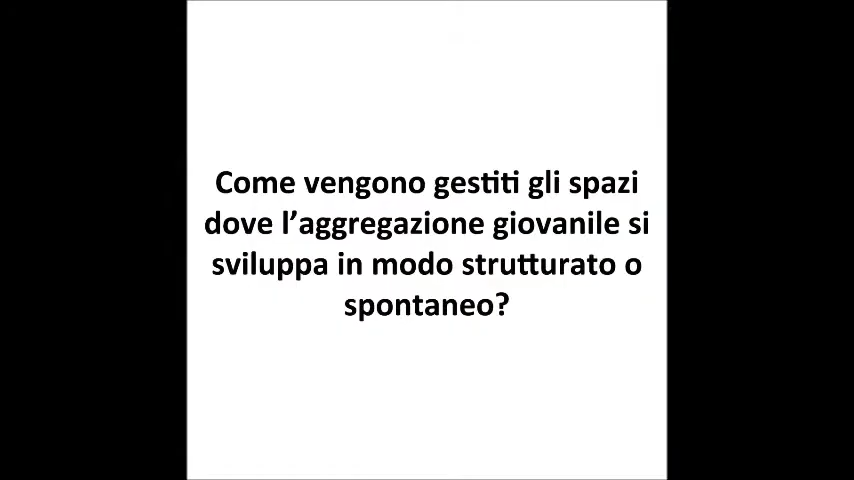 Come vengono gestiti gli spazi
dove l’aggregazione giovanile si
sviluppa in modo strutturato o
spontaneo?